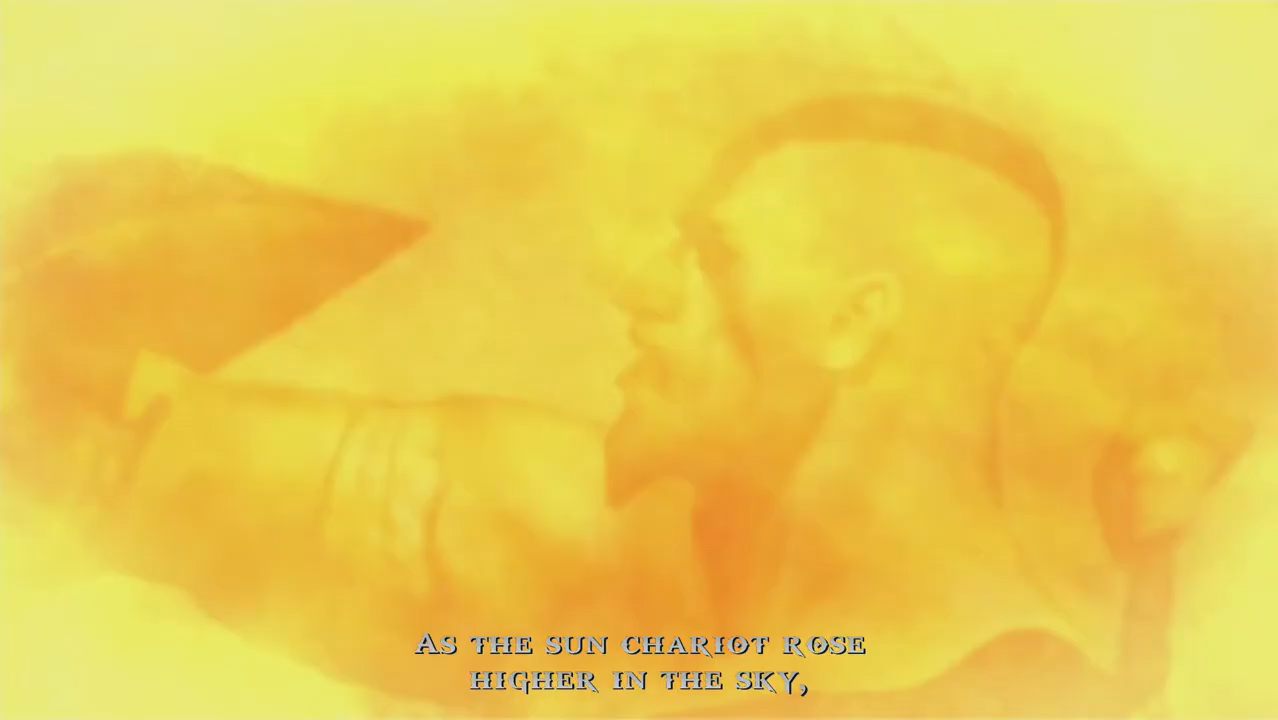 As the sun chariot rose
higher in the sky,